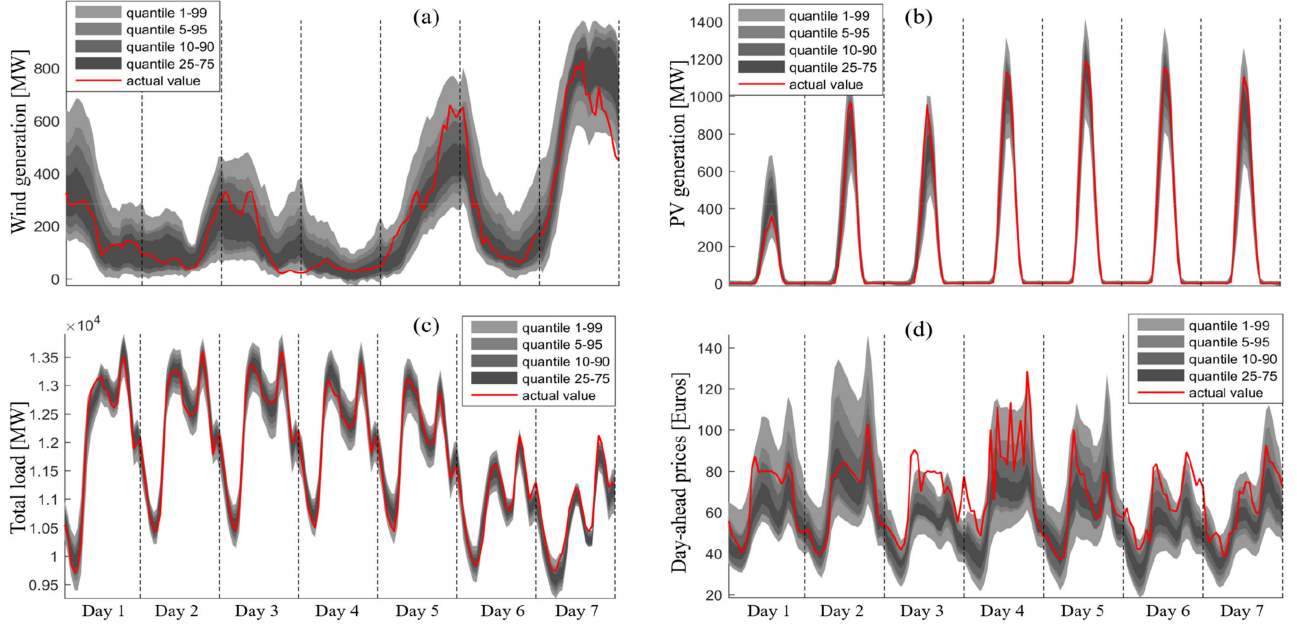 (a)
quantile 1-99
quantile 5-95
quantile 10-90
quantile 25-75
actual value
Wind generation [MW]
800
600
400
200
0
(b)
quantile 1-99
quantile 5-95
quantile 10-90
quantile 25-75
actual value
PV generation [MW]
1400
1200
1000
800
600
400
200
0
(c)
×10⁴
quantile 1-99
quantile 5-95
quantile 10-90
quantile 25-75
actual value
Total load [MW]
1.35
1.3
1.25
1.2
1.15
1.1
1.05
1
0.95
Day 1 Day 2 Day 3 Day 4 Day 5 Day 6 Day 7
(d)
quantile 1-99
quantile 5-95
quantile 10-90
quantile 25-75
actual value
Day-ahead prices [Euros]
140
120
100
80
60
40
20
Day 1 Day 2 Day 3 Day 4 Day 5 Day 6 Day 7